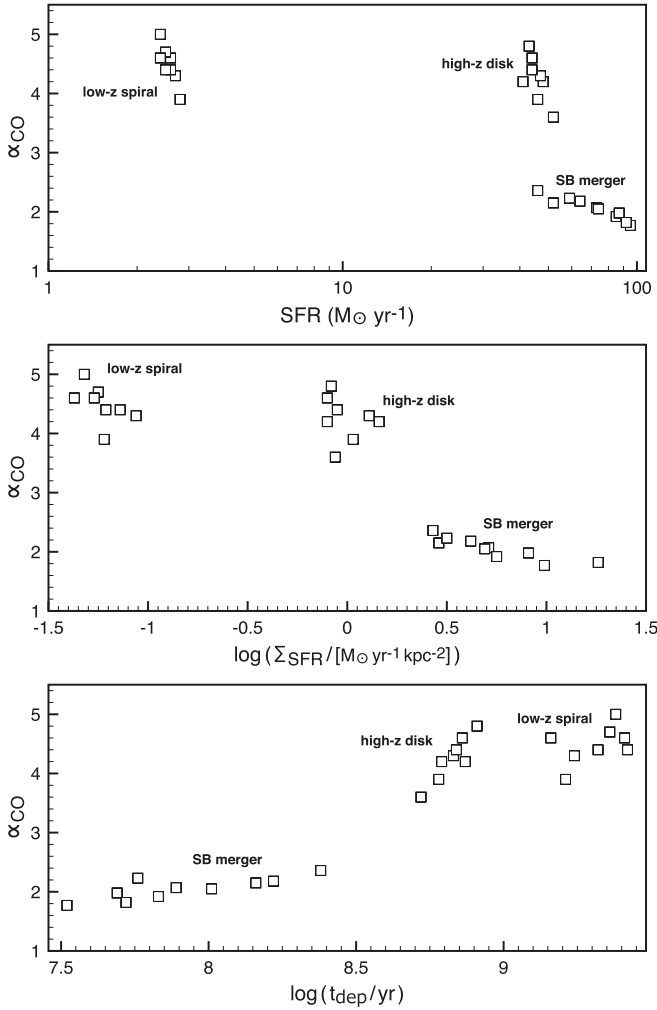 5
4
3
2
1
αCO
low-z spiral
high-z disk
SB merger
1 10 100
SFR (M⊙ yr-1)
5
4
3
2
1
αCO
low-z spiral
high-z disk
SB merger
-1.5 -1 -0.5 0 0.5 1 1.5
log(ΣSFR/[M⊙yr-1kpc-2])
5
4
3
2
1
αCO
high-z disk
low-z spiral
SB merger
7.5 8 8.5 9
log(tdep/yr)